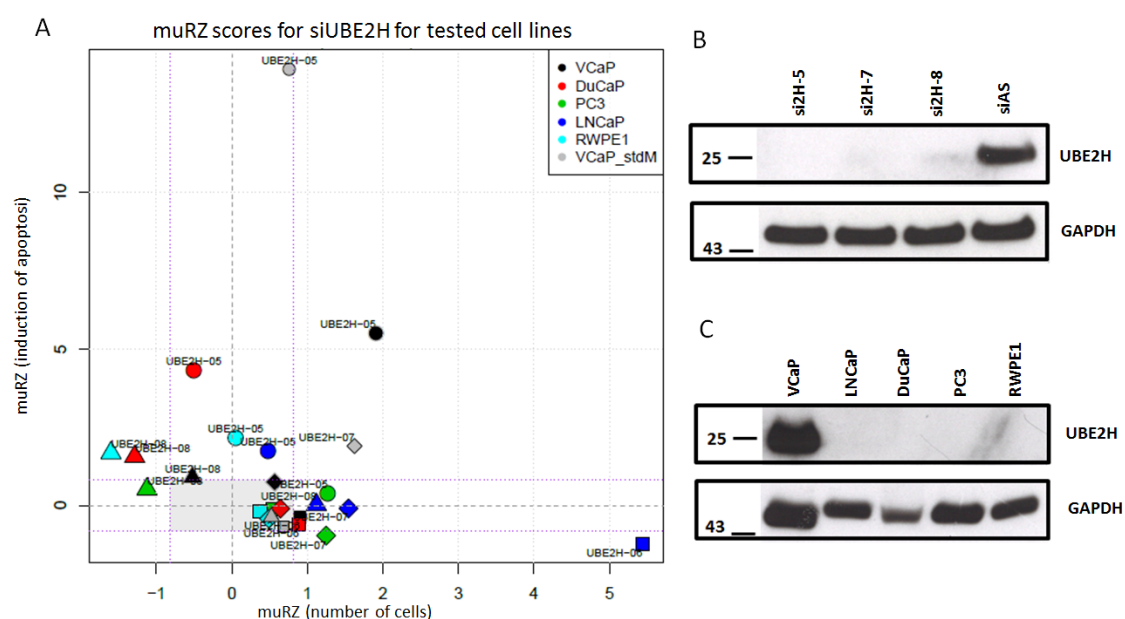 A
muRZ scores for siUBE2H for tested cell lines
UBE2H-05
VCaP
DuCaP
PC3
LNCaP
RWPE1
VCaP_stdM
10
5
0
muRZ (induction of apoptosi)
UBE2H-05
UBE2H-05
UBE2H-05
UBE2H-05
UBE2H-07
UBE2H-08
UBE2H-08
UBE2H-08
UBE2H-05
UBE2H-08
UBE2H-06
UBE2H-07
UBE2H-06
−1
0
1
2
3
4
5
muRZ (number of cells)
B
si2H-5
si2H-7
si2H-8
siAS
25
UBE2H
43
GAPDH
C
VCaP
LNCaP
DuCaP
PC3
RWPE1
25
UBE2H
43
GAPDH